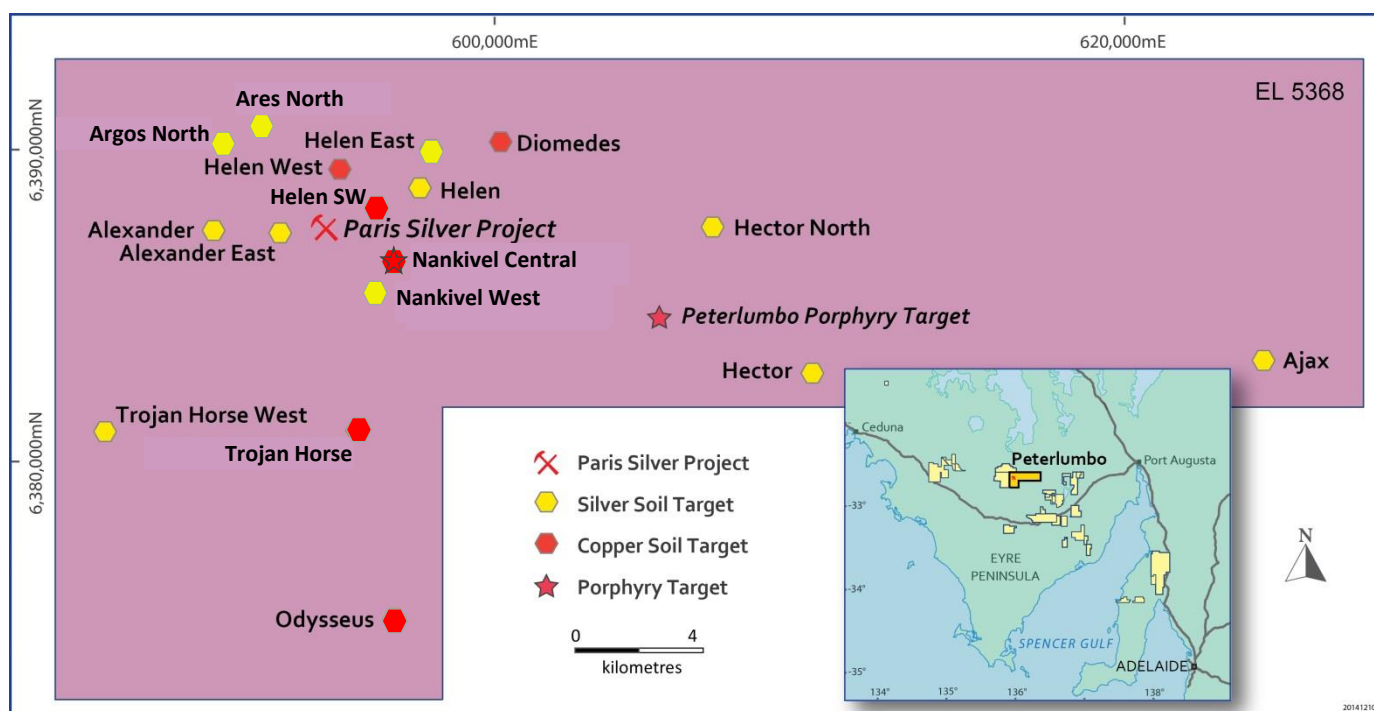 600,000mE
620,000mE
EL 5368
6,390,000mN
6,380,000mN
Ares North
Argos North
Helen East
Diomedes
Helen West
Helen
Helen SW
Alexander
Paris Silver Project
Hector North
Alexander East
Nankivel Central
Nankivel West
Peterlumbo Porphyry Target
Hector
Ajax
Trojan Horse West
Trojan Horse
Odysseus
Paris Silver Project
Silver Soil Target
Copper Soil Target
Porphyry Target
0
4
kilometres
Ceduna
Peterlumbo
Port Augusta
-33°
EYRE
PENINSULA
-34°
SPENCER GULF
ADELAIDE
-35°
134°
135°
136°
138°
N
20141210